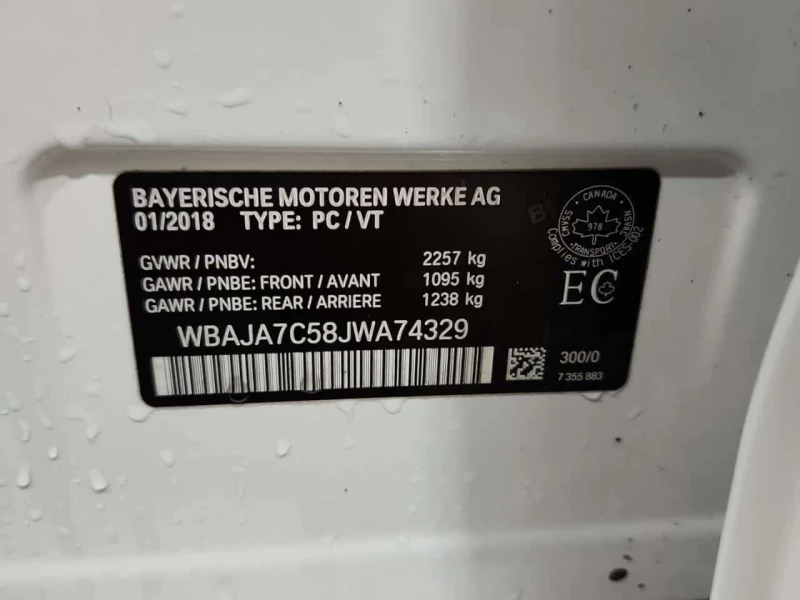 BAYERISCHE MOTOREN WERKE AG
01/2018 TYPE: PC / VT
GVWR / PNBV: 2257 kg
GAWR / PNBE: FRONT / AVANT 1095 kg
GAWR / PNBE: REAR / ARRIERE 1238 kg
CANADA
NSVAC
CMVSS
978
TRANSPORT
Complies with ICES-002
EC
WBAJA7C58JWA74329
300/0
7 355 883